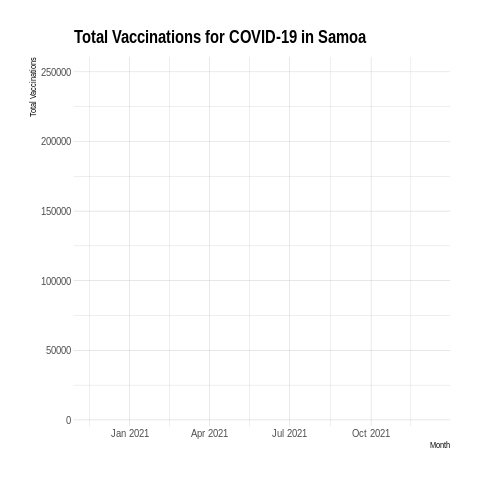 Total Vaccinations for COVID-19 in Samoa
Total Vaccinations
250000
200000
150000
100000
50000
0
Jan 2021 Apr 2021 Jul 2021 Oct 2021
Month